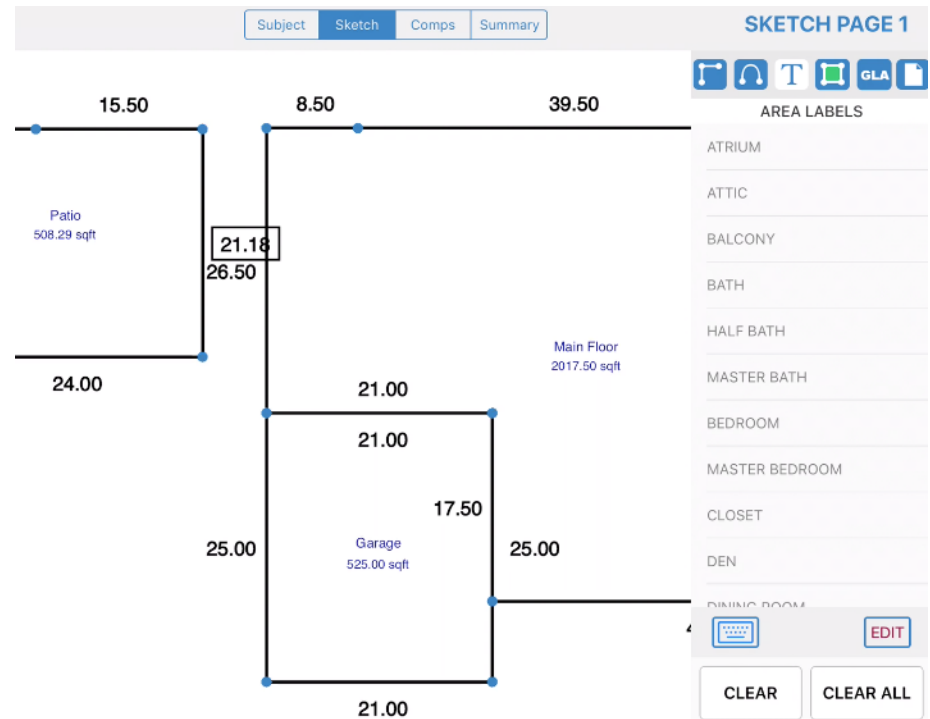 Subject Sketch Comps Summary
SKETCH PAGE 1
T GLA
AREA LABELS
ATRIUM
ATTIC
BALCONY
BATH
HALF BATH
MASTER BATH
BEDROOM
MASTER BEDROOM
CLOSET
DEN
DINING ROOM
EDIT
CLEAR CLEAR ALL
15.50 8.50 39.50
Patio
508.29 sqft
21.18
26.50
Main Floor
2017.50 sqft
24.00
21.00
21.00
17.50
25.00
Garage
525.00 sqft
25.00
21.00